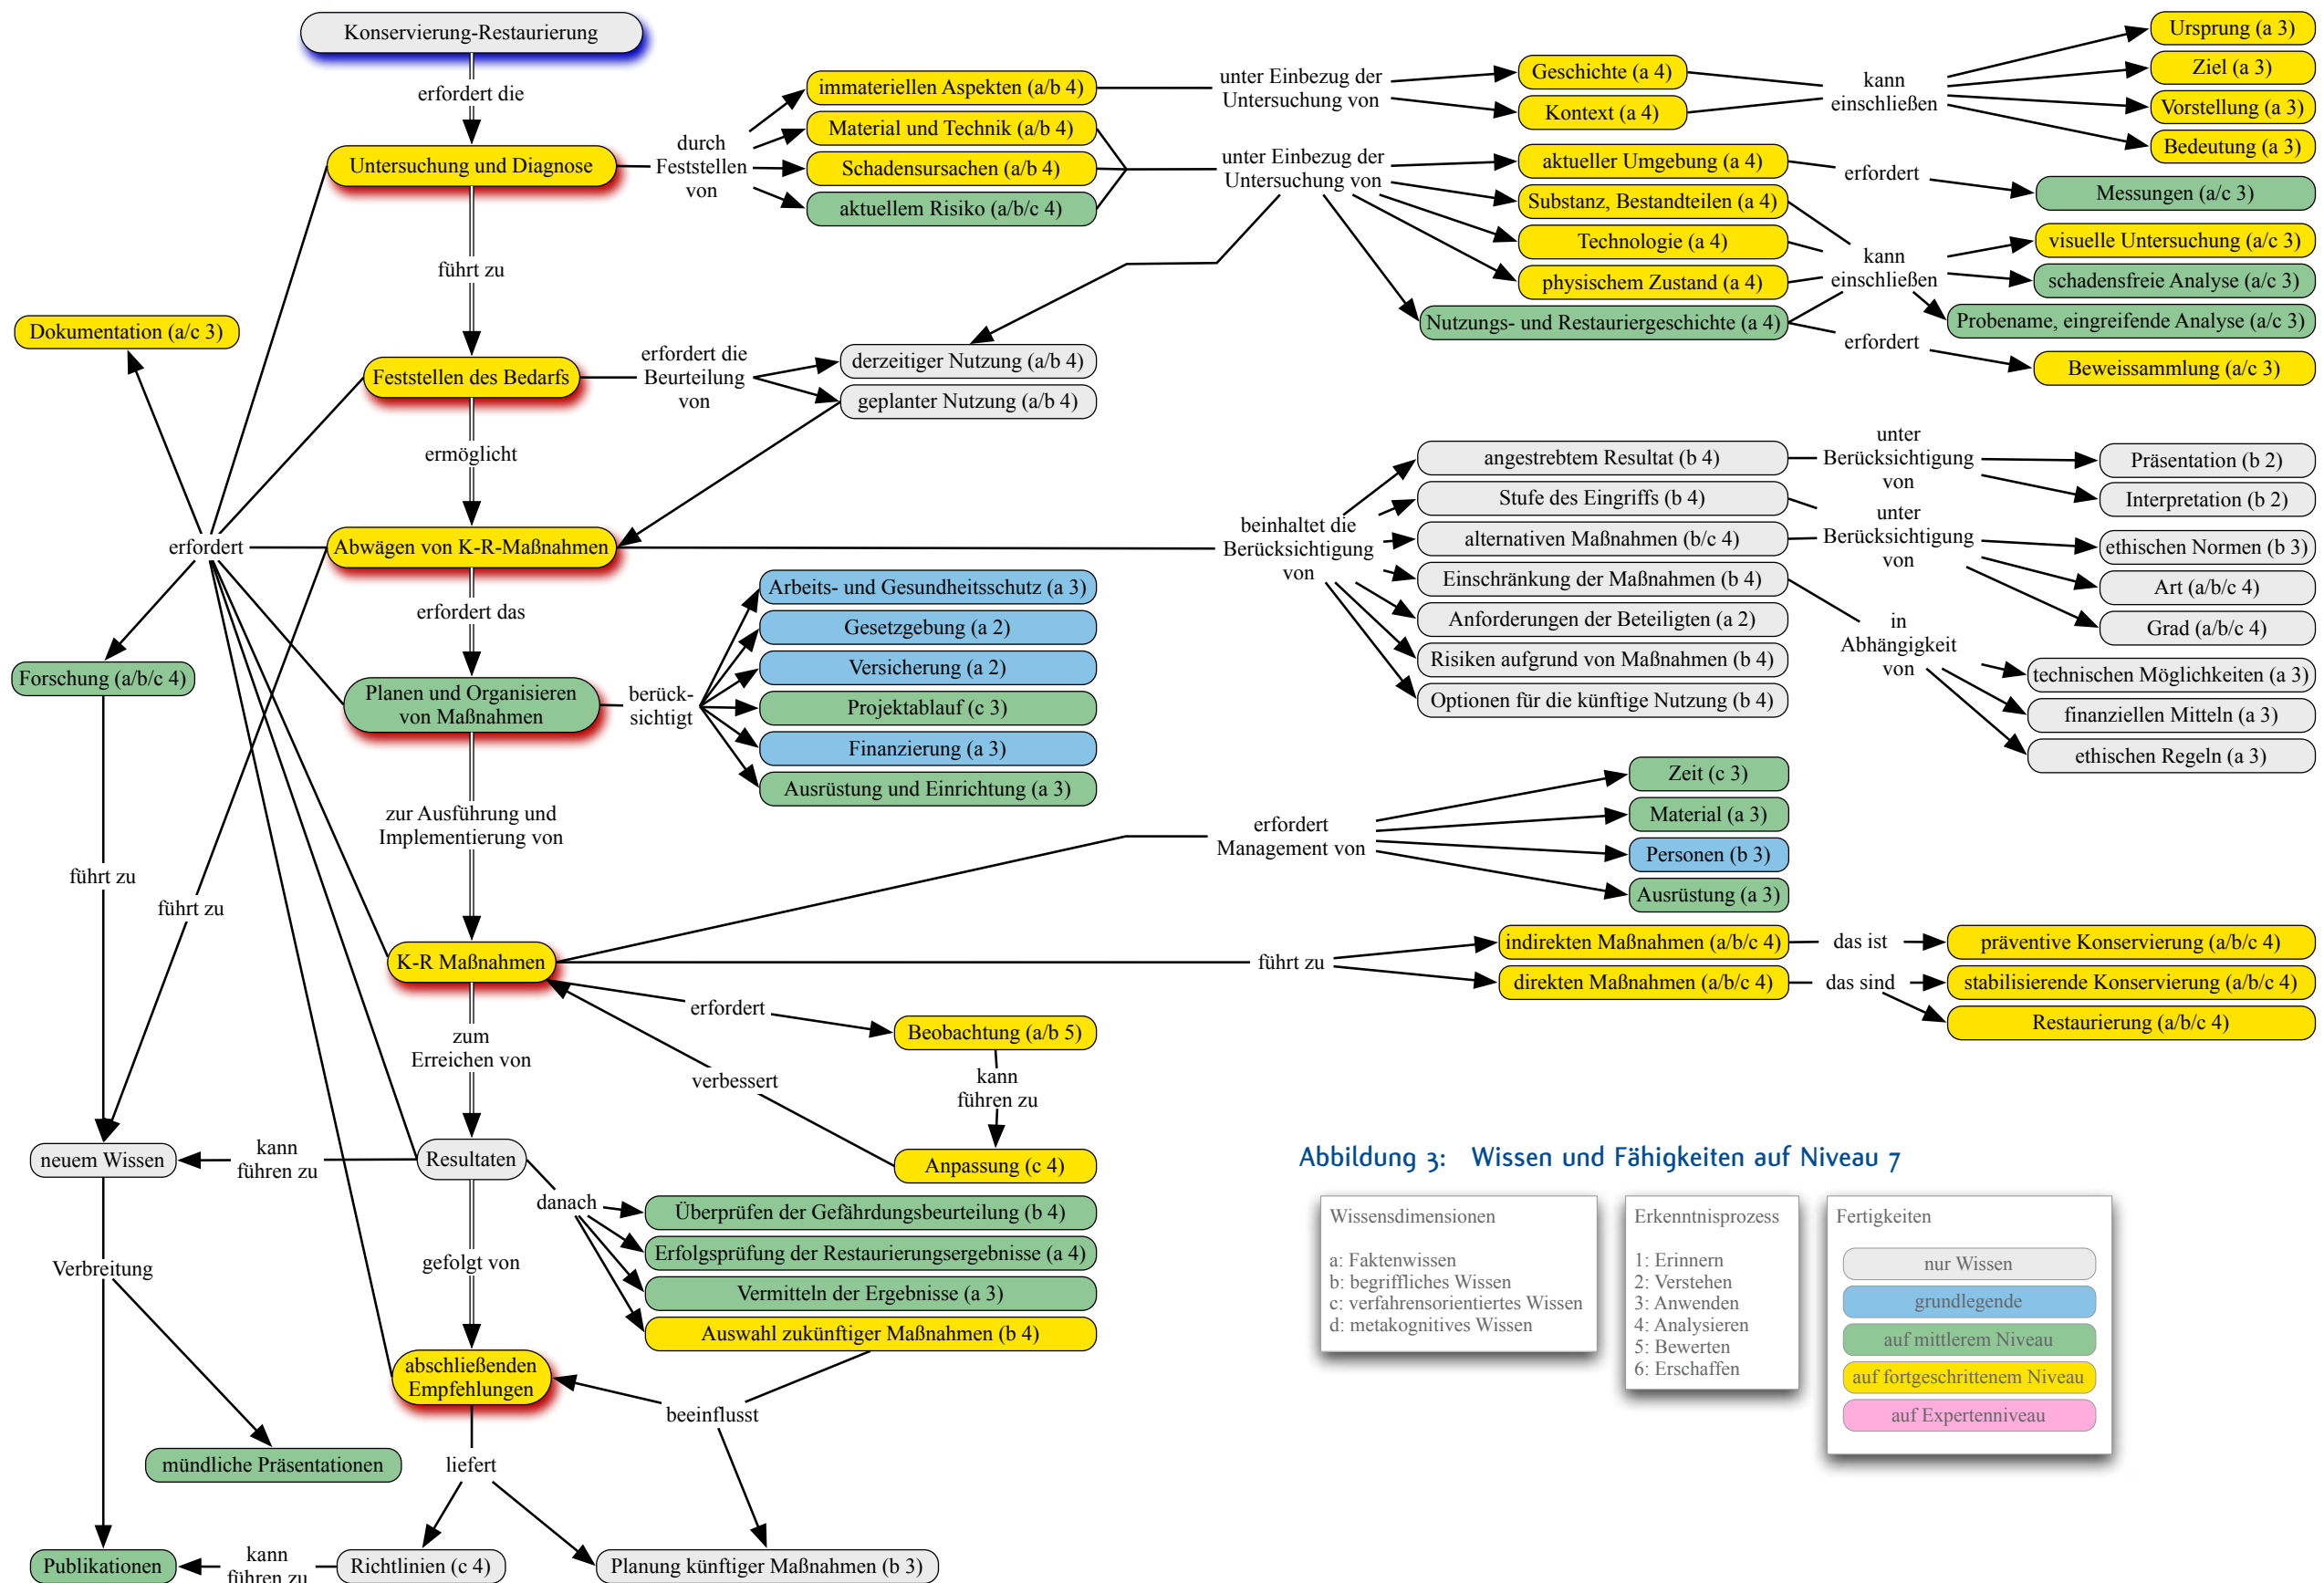 Konservierung-Restaurierung
erfordert die
Untersuchung und Diagnose
führt zu
Feststellen des Bedarfs
ermöglicht
Abwägen von K-R-Maßnahmen
erfordert das
Planen und Organisieren
von Maßnahmen
zur Ausführung und
Implementierung von
K-R Maßnahmen
zum
Erreichen von
Resultaten
gefolgt von
abschließenden
Empfehlungen
liefert
Richtlinien (c 4)
Planung künftiger Maßnahmen (b 3)
kann
führen zu
Publikationen
durch
Feststellen
von
immateriellen Aspekten (a/b 4)
Material und Technik (a/b 4)
Schadensursachen (a/b 4)
aktuellem Risiko (a/b/c 4)
unter Einbezug der
Untersuchung von
Geschichte (a 4)
Kontext (a 4)
kann
einschließen
Ursprung (a 3)
Ziel (a 3)
Vorstellung (a 3)
Bedeutung (a 3)
unter Einbezug der
Untersuchung von
aktueller Umgebung (a 4)
Substanz, Bestandteilen (a 4)
Technologie (a 4)
physischem Zustand (a 4)
Nutzungs- und Restauriergeschichte (a 4)
erfordert
Messungen (a/c 3)
kann
einschließen
visuelle Untersuchung (a/c 3)
schadensfreie Analyse (a/c 3)
Probename, eingreifende Analyse (a/c 3)
erfordert
Beweissammlung (a/c 3)
Dokumentation (a/c 3)
erfordert
Forschung (a/b/c 4)
führt zu
führt zu
neuem Wissen
kann
führen zu
Verbreitung
mündliche Präsentationen
erfordert die
Beurteilung
von
derzeitiger Nutzung (a/b 4)
geplanter Nutzung (a/b 4)
beinhaltet die
Berücksichtigung
von
angestrebtem Resultat (b 4)
Stufe des Eingriffs (b 4)
alternativen Maßnahmen (b/c 4)
Einschränkung der Maßnahmen (b 4)
Anforderungen der Beteiligten (a 2)
Risiken aufgrund von Maßnahmen (b 4)
Optionen für die künftige Nutzung (b 4)
unter
Berücksichtigung
von
Präsentation (b 2)
Interpretation (b 2)
unter
Berücksichtigung
von
ethischen Normen (b 3)
Art (a/b/c 4)
Grad (a/b/c 4)
in
Abhängigkeit
von
technischen Möglichkeiten (a 3)
finanziellen Mitteln (a 3)
ethischen Regeln (a 3)
berück-
sichtigt
Arbeits- und Gesundheitsschutz (a 3)
Gesetzgebung (a 2)
Versicherung (a 2)
Projektablauf (c 3)
Finanzierung (a 3)
Ausrüstung und Einrichtung (a 3)
erfordert
Management von
Zeit (c 3)
Material (a 3)
Personen (b 3)
Ausrüstung (a 3)
führt zu
indirekten Maßnahmen (a/b/c 4)
direkten Maßnahmen (a/b/c 4)
das ist
präventive Konservierung (a/b/c 4)
das sind
stabilisierende Konservierung (a/b/c 4)
Restaurierung (a/b/c 4)
erfordert
Beobachtung (a/b 5)
kann
führen zu
Anpassung (c 4)
verbessert
danach
Überprüfen der Gefährdungsbeurteilung (b 4)
Erfolgsprüfung der Restaurierungsergebnisse (a 4)
Vermitteln der Ergebnisse (a 3)
Auswahl zukünftiger Maßnahmen (b 4)
beeinflusst
Abbildung 3: Wissen und Fähigkeiten auf Niveau 7
Wissensdimensionen
a: Faktenwissen
b: begriffliches Wissen
c: verfahrensorientiertes Wissen
d: metakognitives Wissen
Erkenntnisprozess
1: Erinnern
2: Verstehen
3: Anwenden
4: Analysieren
5: Bewerten
6: Erschaffen
Fertigkeiten
nur Wissen
grundlegende
auf mittlerem Niveau
auf fortgeschrittenem Niveau
auf Expertenniveau